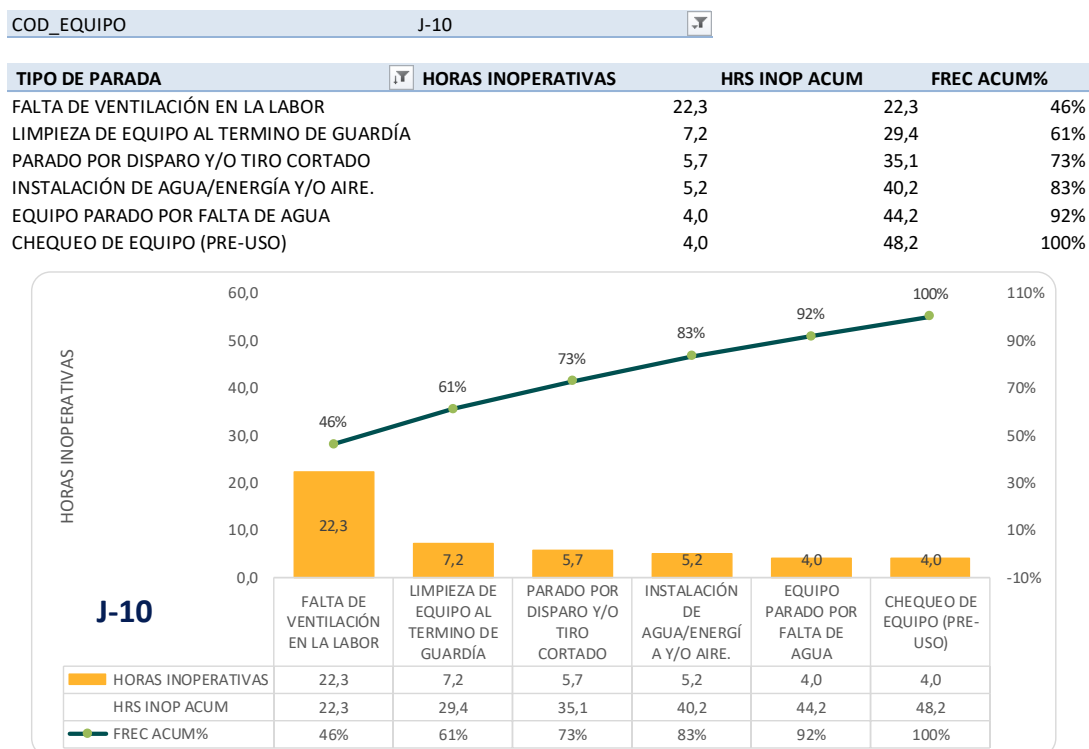 COD_EQUIPO J-10
TIPO DE PARADA HORAS INOPERATIVAS HRS INOP ACUM FREC ACUM%
FALTA DE VENTILACIÓN EN LA LABOR 22,3 22,3 46%
LIMPIEZA DE EQUIPO AL TERMINO DE GUARDÍA 7,2 29,4 61%
PARADO POR DISPARO Y/O TIRO CORTADO 5,7 35,1 73%
INSTALACIÓN DE AGUA/ENERGÍA Y/O AIRE. 5,2 40,2 83%
EQUIPO PARADO POR FALTA DE AGUA 4,0 44,2 92%
CHEQUEO DE EQUIPO (PRE-USO) 4,0 48,2 100%
HORAS INOPERATIVAS
60,0
50,0
40,0
30,0
20,0
10,0
0,0
46%
61%
73%
83%
92%
100%
22,3
7,2
5,7
5,2
4,0
4,0
110%
90%
70%
50%
30%
10%
-10%
J-10
FALTA DE
VENTILACIÓN
EN LA LABOR
LIMPIEZA DE
EQUIPO AL
TERMINO DE
GUARDÍA
PARADO POR
DISPARO Y/O
TIRO
CORTADO
INSTALACIÓN
DE
AGUA/ENERGÍ
A Y/O AIRE.
EQUIPO
PARADO POR
FALTA DE
AGUA
CHEQUEO DE
EQUIPO (PRE-
USO)
HORAS INOPERATIVAS 22,3 7,2 5,7 5,2 4,0 4,0
HRS INOP ACUM 22,3 29,4 35,1 40,2 44,2 48,2
FREC ACUM% 46% 61% 73% 83% 92% 100%